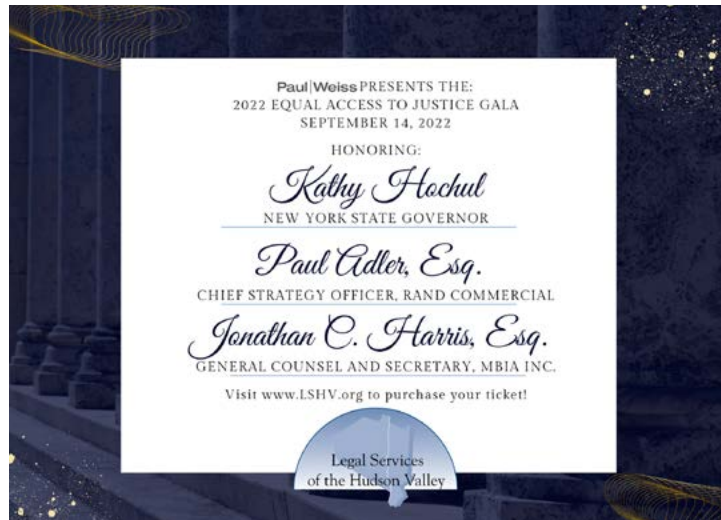 Paul|Weiss PRESENTS THE:
2022 EQUAL ACCESS TO JUSTICE GALA
SEPTEMBER 14, 2022
HONORING:
Kathy Hochul
NEW YORK STATE GOVERNOR
Paul Adler, Esq.
CHIEF STRATEGY OFFICER, RAND COMMERCIAL
Jonathan C. Harris, Esq.
GENERAL COUNSEL AND SECRETARY, MBIA INC.
Visit www.LSHV.org to purchase your ticket!
Legal Services
of the Hudson Valley